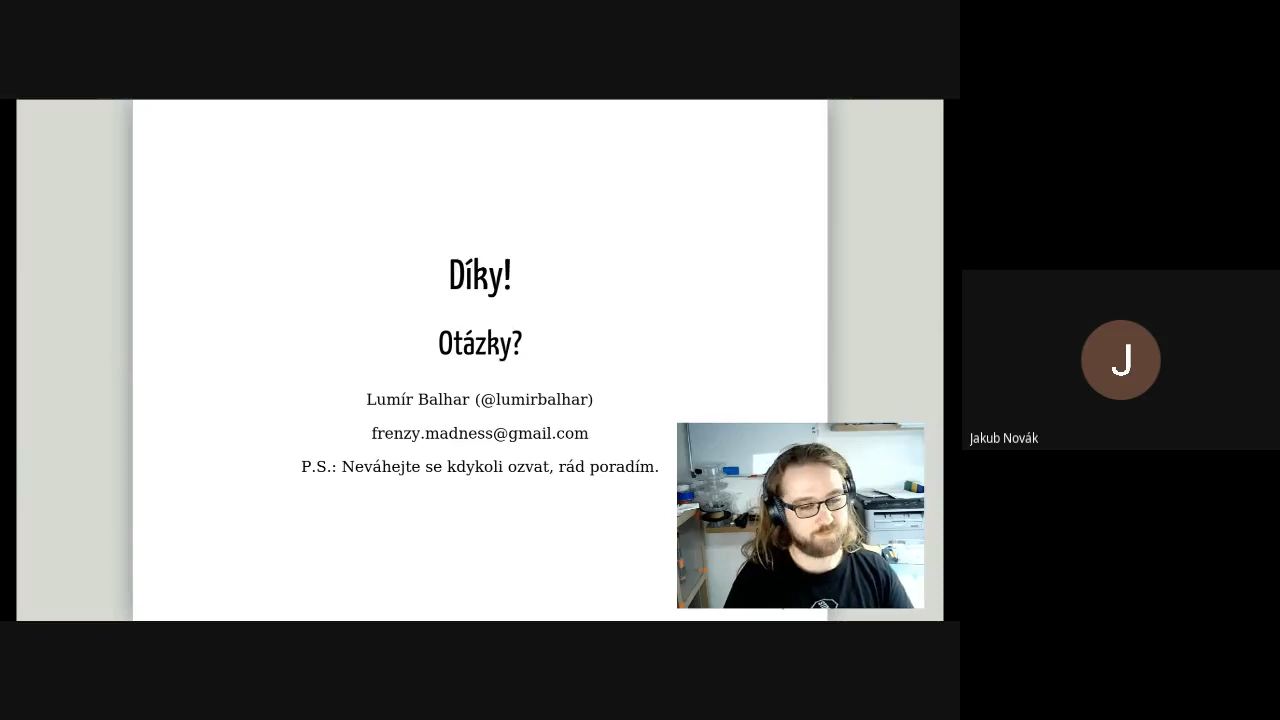 Díky!
Otázky?
Lumír Balhar (@lumirbalhar)
frenzy.madness@gmail.com
P.S.: Neváhejte se kdykoli ozvat, rád poradím.
J
Jakub Novák